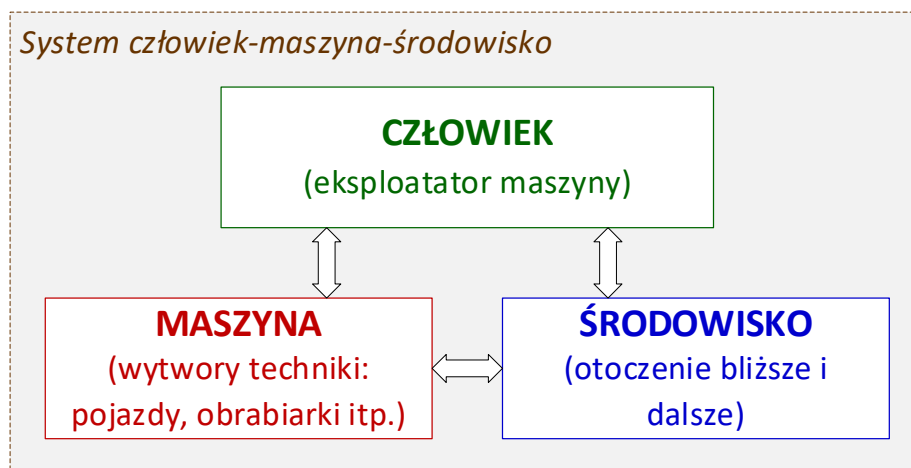 System człowiek-maszyna-środowisko
CZŁOWIEK
(eksploatator maszyny)
MASZYNA
(wytwory techniki:
pojazdy, obrabiarki itp.)
ŚRODOWISKO
(otoczenie bliższe i
dalsze)